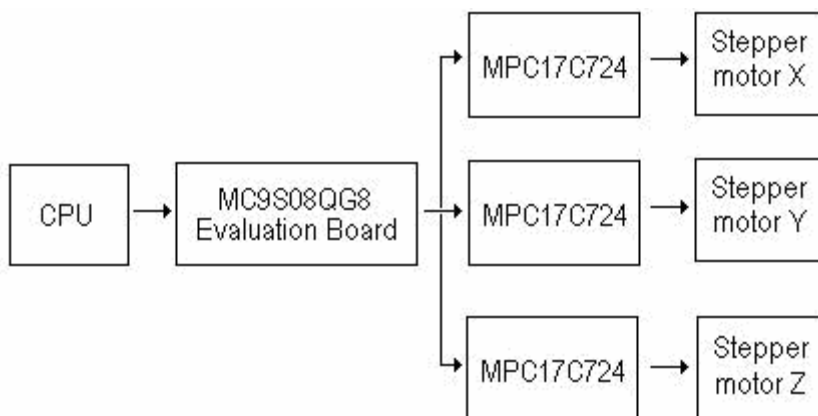 MPC17C724
Stepper
motor X
CPU
MC9S08QG8
Evaluation Board
MPC17C724
Stepper
motor Y
MPC17C724
Stepper
motor Z